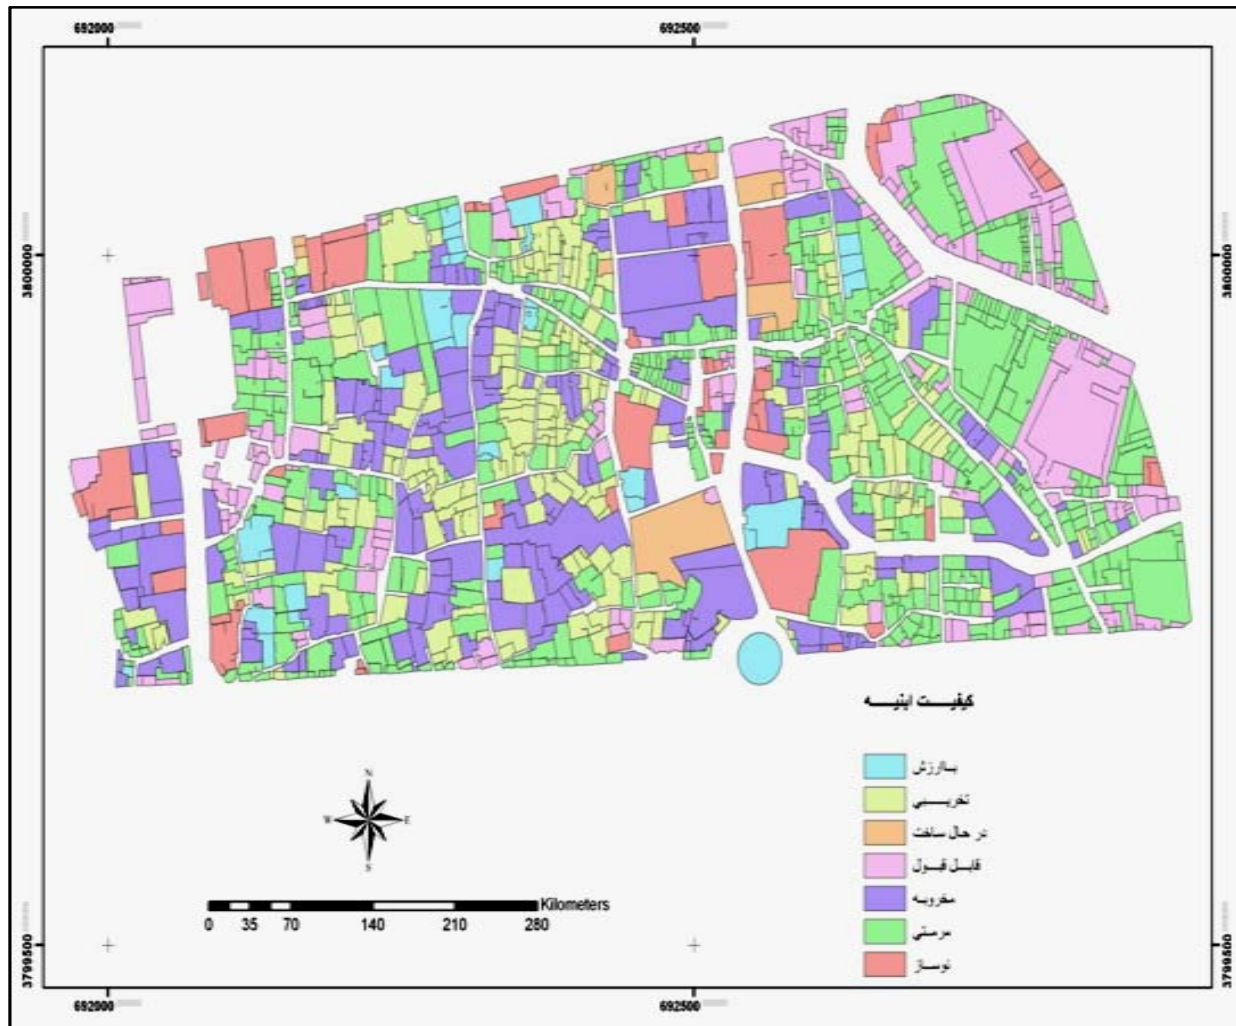 692000
692500
3800000
3800000
کیفیت ابنیه
باارزش
تخریبی
در حال ساخت
قابل قبول
مخروبه
مرمتی
نوساز
N
W E
S
Kilometers
0 35 70 140 210 280
3799500
3799500
692000
692500